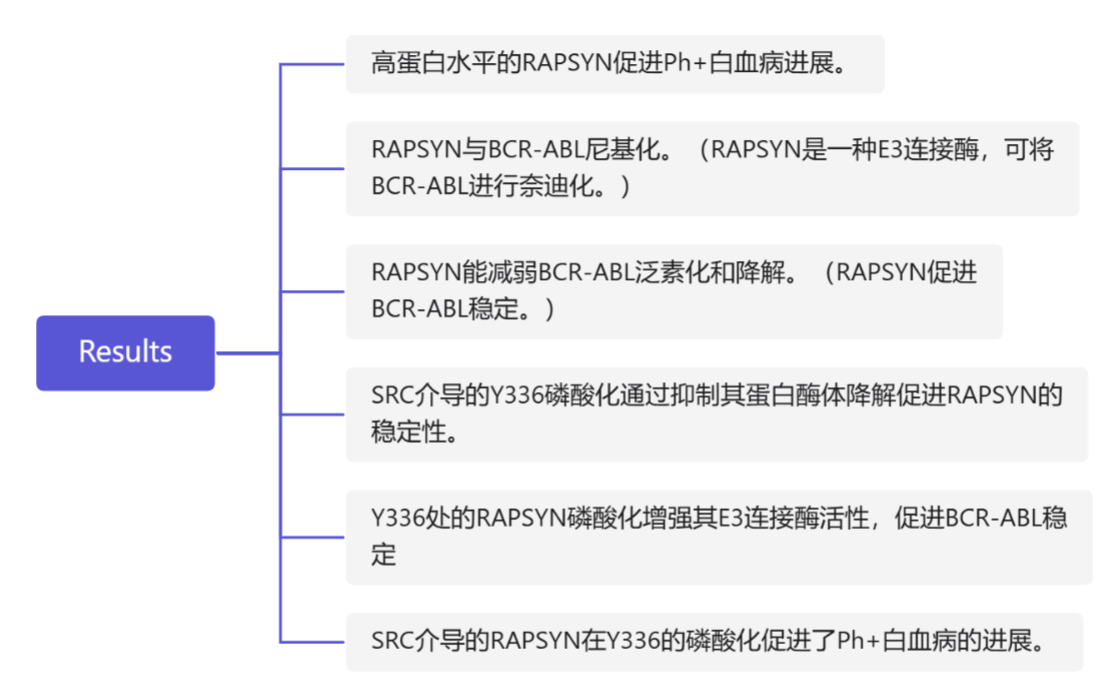 高蛋白水平的RAPSYN促进Ph+白血病进展。
RAPSYN与BCR-ABL尼基化。（RAPSYN是一种E3连接酶，可将
BCR-ABL进行奈迪化。）
RAPSYN能减弱BCR-ABL泛素化和降解。（RAPSYN促进
BCR-ABL稳定。）
Results
SRC介导的Y336磷酸化通过抑制其蛋白酶体降解促进RAPSYN的
稳定性。
Y336处的RAPSYN磷酸化增强其E3连接酶活性，促进BCR-ABL稳
定
SRC介导的RAPSYN在Y336的磷酸化促进了Ph+白血病的进展。